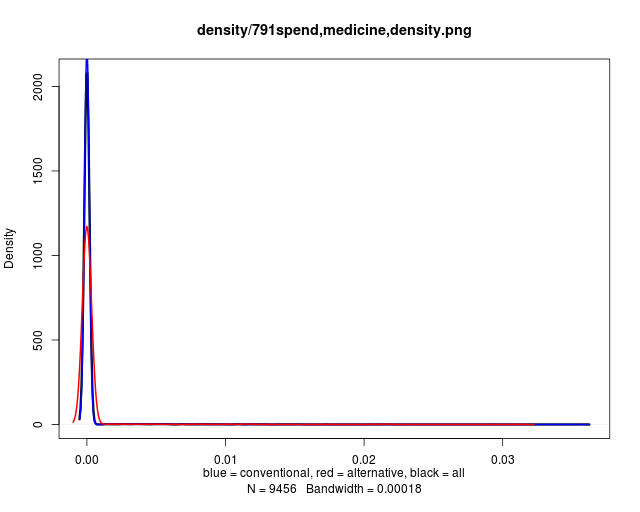 density/791spend,medicine,density.png
Density
2000
1500
1000
500
0
0.00 0.01 0.02 0.03
blue = conventional, red = alternative, black = all
N = 9456 Bandwidth = 0.00018